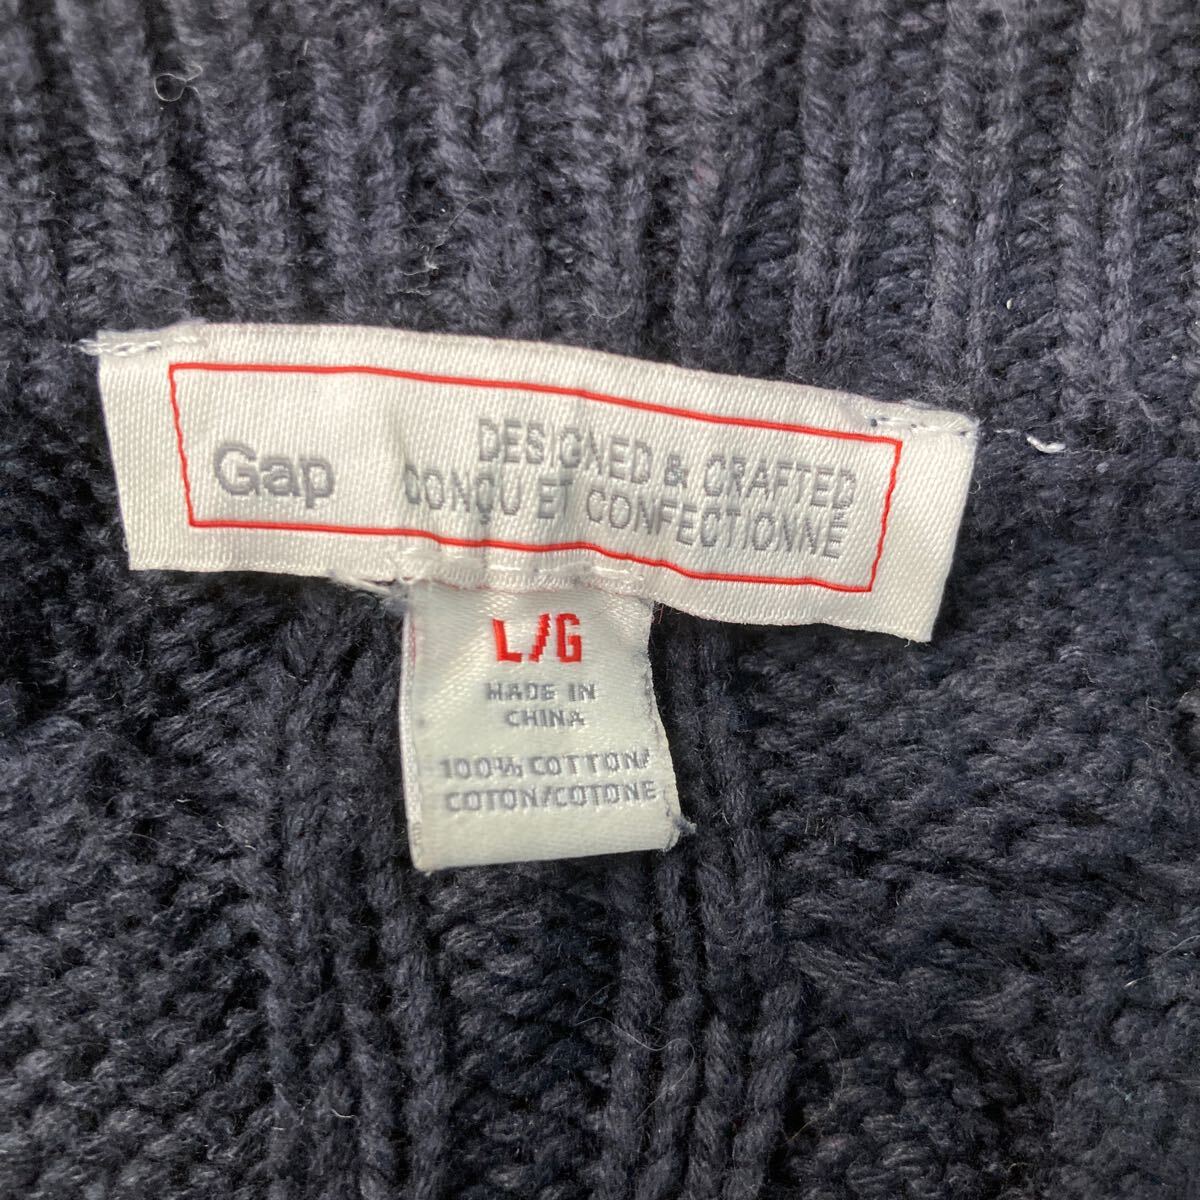 Gap
DESIGNED & CRAFTED
CONÇU ET CONFECTIONNÉ
L/G
MADE IN
CHINA
100% COTTON/
COTON/COTONE